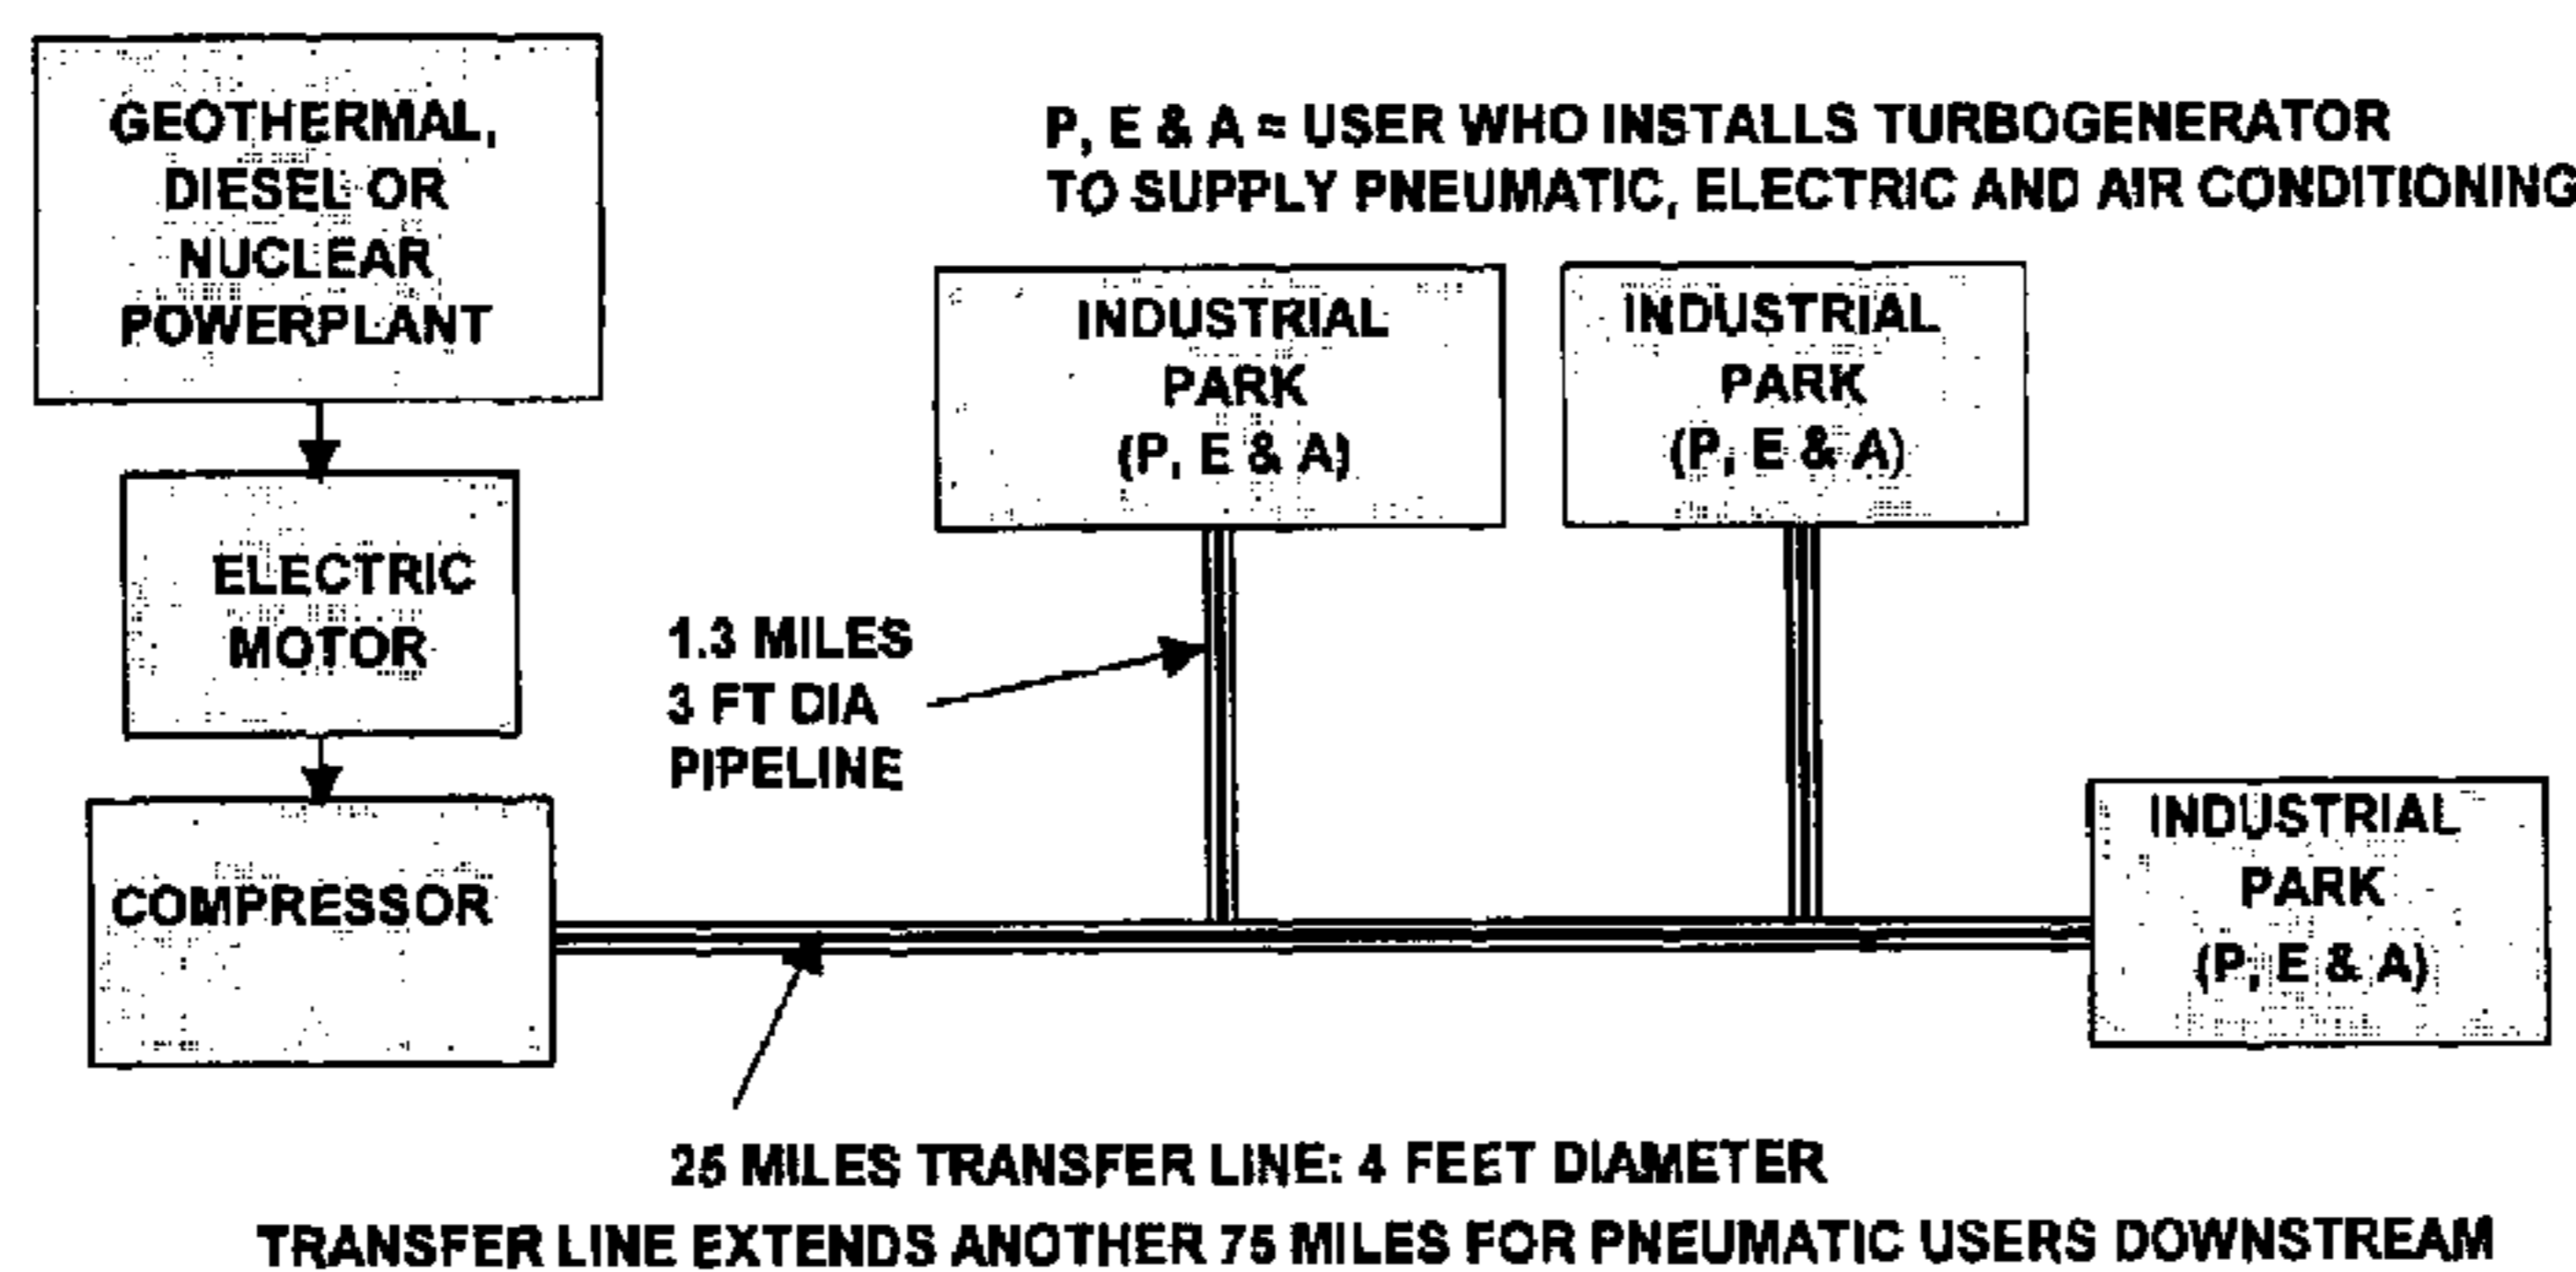 GEOTHERMAL,
DIESEL OR
NUCLEAR
POWERPLANT
P, E & A = USER WHO INSTALLS TURBOGENERATOR
TO SUPPLY PNEUMATIC, ELECTRIC AND AIR CONDITIONING
INDUSTRIAL
PARK
(P, E & A)
INDUSTRIAL
PARK
(P, E & A)
ELECTRIC
MOTOR
1.3 MILES
3 FT DIA
PIPELINE
COMPRESSOR
INDUSTRIAL
PARK
(P, E & A)
25 MILES TRANSFER LINE: 4 FEET DIAMETER
TRANSFER LINE EXTENDS ANOTHER 75 MILES FOR PNEUMATIC USERS DOWNSTREAM